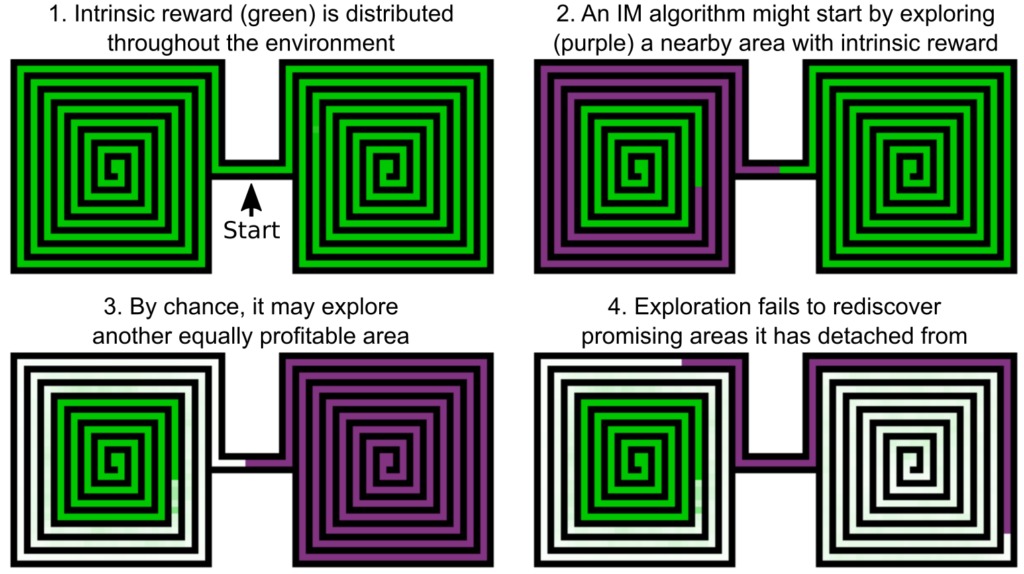 1. Intrinsic reward (green) is distributed
throughout the environment
2. An IM algorithm might start by exploring
(purple) a nearby area with intrinsic reward
Start
3. By chance, it may explore
another equally profitable area
4. Exploration fails to rediscover
promising areas it has detached from